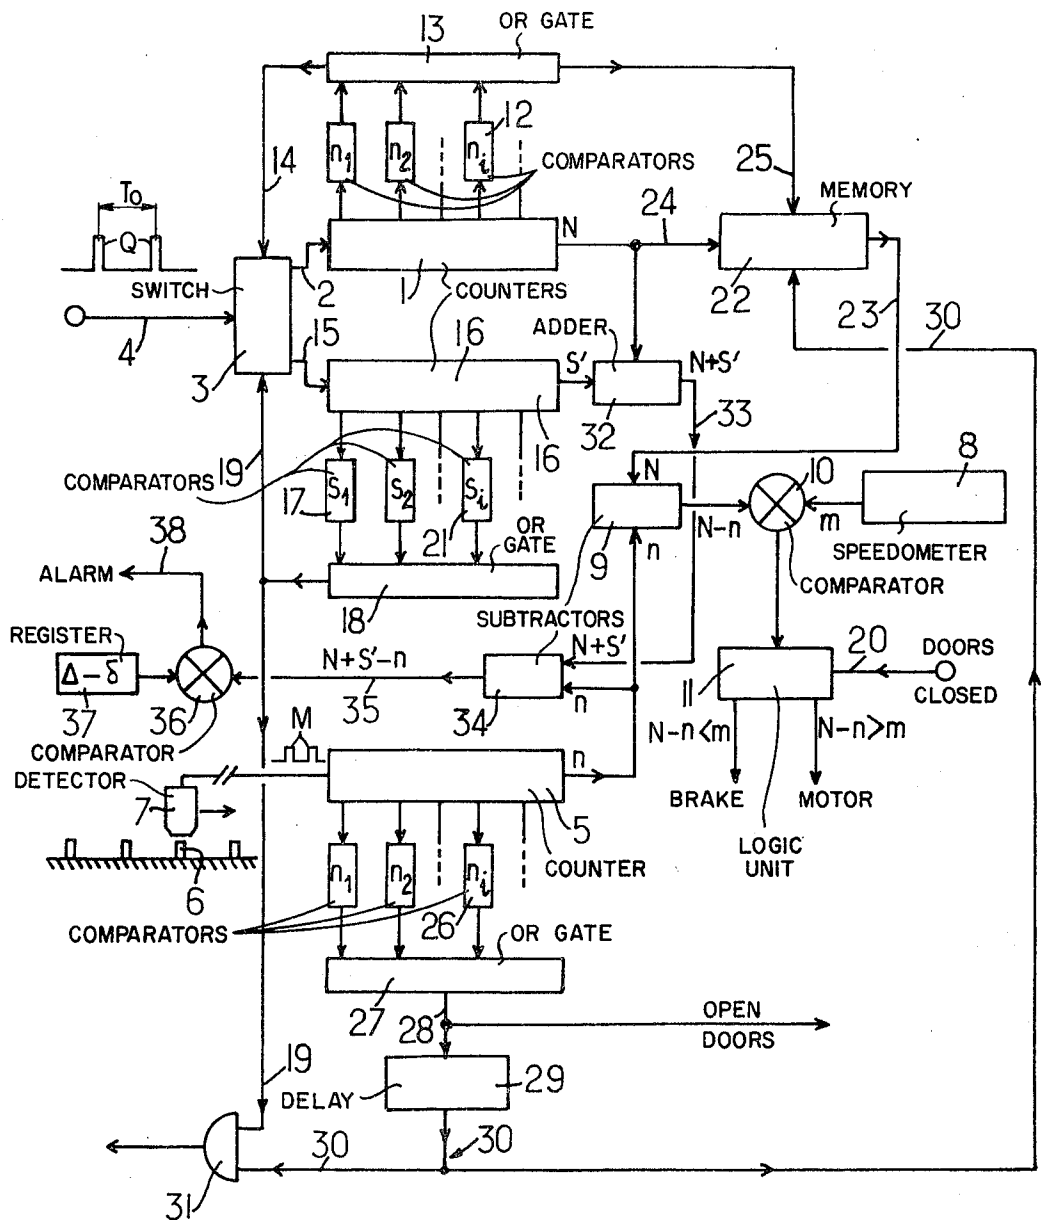 13
OR GATE
12
n1
n2
ni
COMPARATORS
14
25
To
Q
MEMORY
N
24
SWITCH
2
1
COUNTERS
22
23
30
4
15
ADDER
3
16
S'
N+S'
32
33
16
19
COMPARATORS
17
S1
S2
Si
21
OR
GATE
N
9
n
N-n
10
m
8
SPEEDOMETER
COMPARATOR
38
ALARM
18
SUBTRACTORS
REGISTER
Δ-δ
37
36
COMPARATOR
N+S'-n
35
34
N+S'
n
11
20
DOORS
CLOSED
N-n<m
N-n>m
BRAKE
MOTOR
LOGIC
UNIT
M
DETECTOR
7
6
n
5
COUNTER
n1
n2
ni
COMPARATORS
26
OR GATE
27
28
OPEN
DOORS
19
DELAY
29
30
30
31